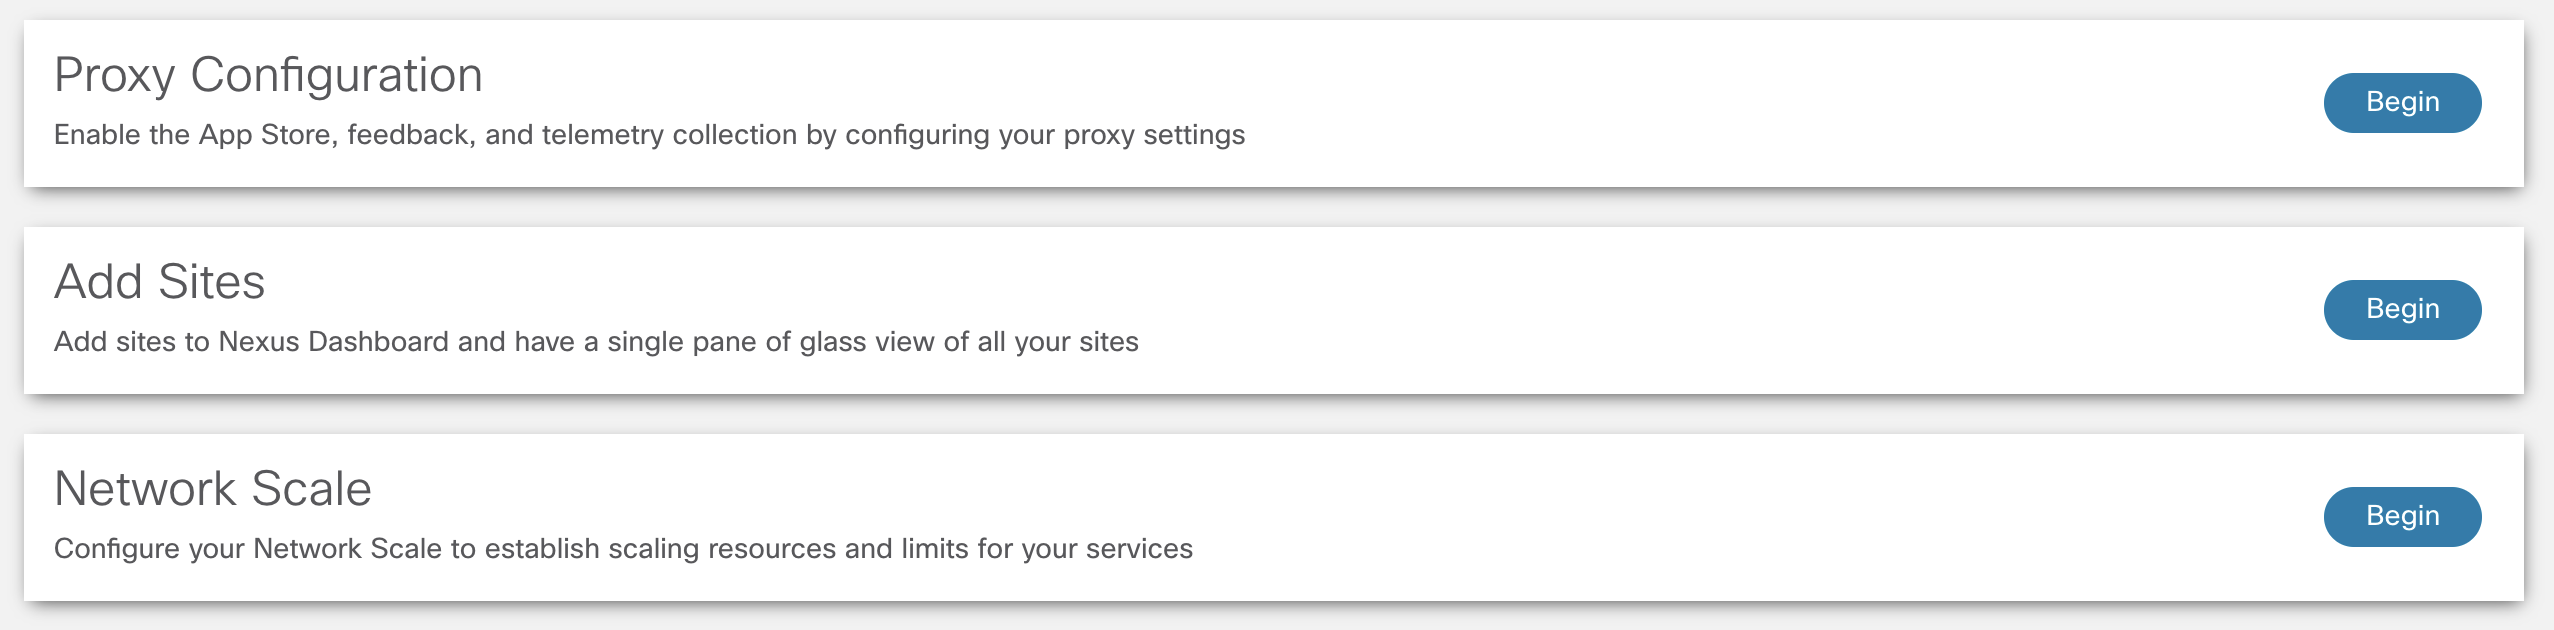 Proxy Configuration
Enable the App Store, feedback, and telemetry collection by configuring your proxy settings
Begin
Add Sites
Add sites to Nexus Dashboard and have a single pane of glass view of all your sites
Begin
Network Scale
Configure your Network Scale to establish scaling resources and limits for your services
Begin